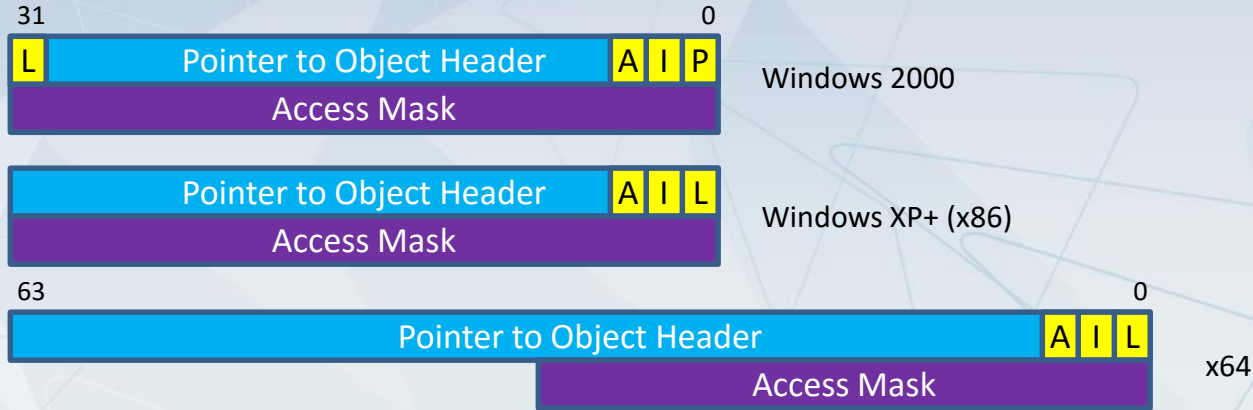 31 0
L Pointer to Object Header A I P
Windows 2000
Access Mask
Pointer to Object Header A I L
Windows XP+ (x86)
Access Mask
63 0
Pointer to Object Header A I L
x64
Access Mask